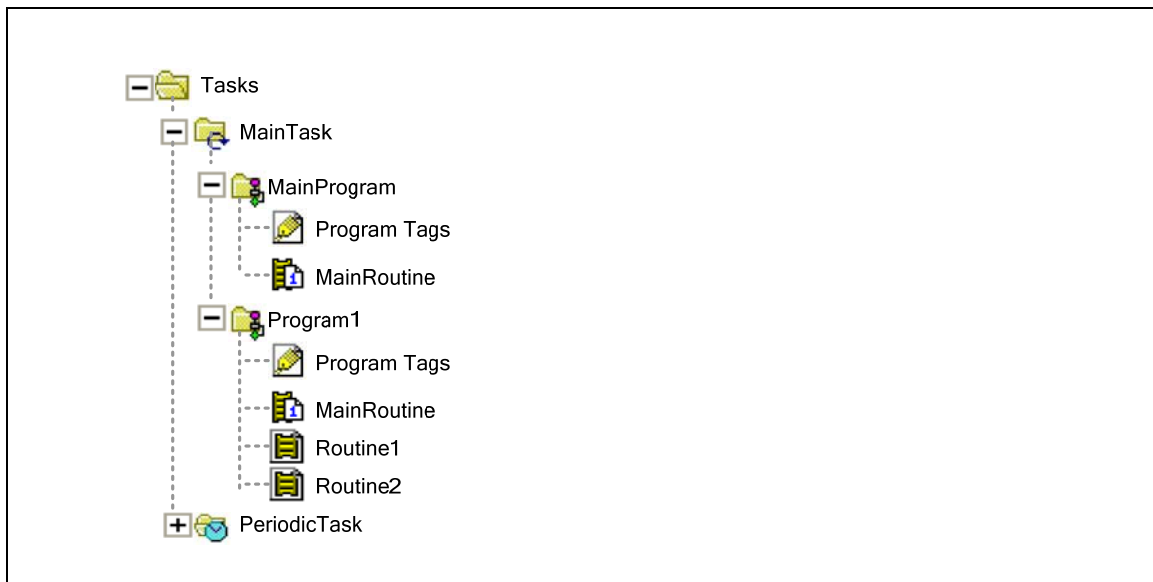 Tasks
MainTask
MainProgram
Program Tags
MainRoutine
Program1
Program Tags
MainRoutine
Routine1
Routine2
PeriodicTask